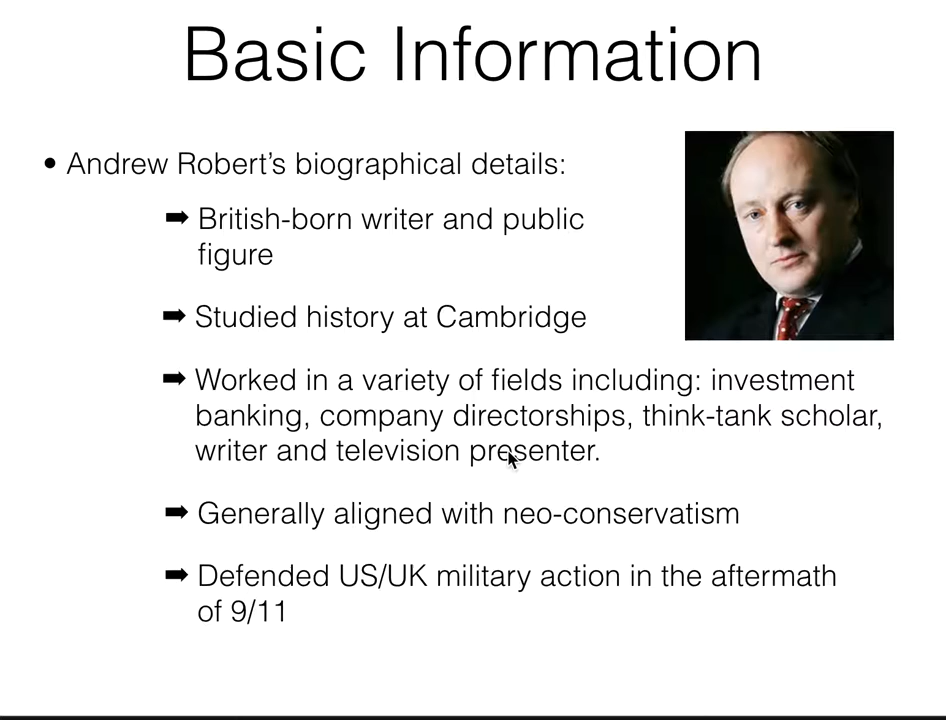 Basic Information
• Andrew Robert’s biographical details:
➡ British-born writer and public
figure
➡ Studied history at Cambridge
➡ Worked in a variety of fields including: investment
banking, company directorships, think-tank scholar,
writer and television presenter.
➡ Generally aligned with neo-conservatism
➡ Defended US/UK military action in the aftermath
of 9/11